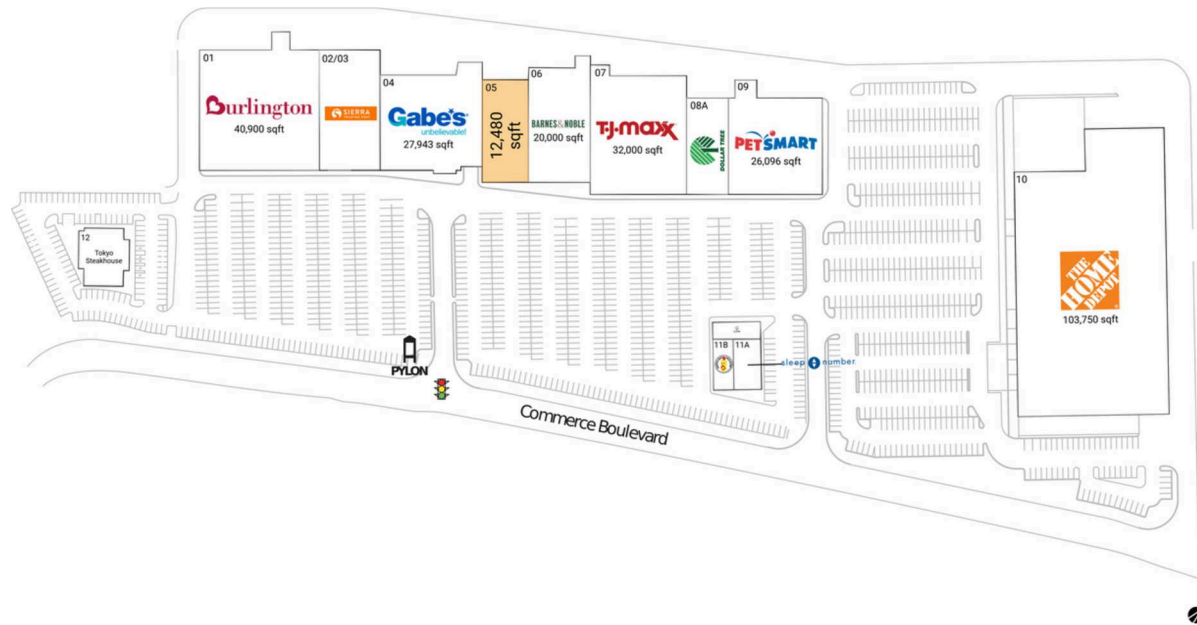 01
Burlington
40,900 sqft
02/03
SIERRA
04
Gabe's
unbelievable!
27,943 sqft
05
12,480
sqft
06
BARNES & NOBLE
20,000 sqft
07
TJ·maxx
32,000 sqft
08A
DOLLAR TREE
09
PETSMART
26,096 sqft
10
THE
HOME
DEPOT
103,750 sqft
12
Tokyo
Steakhouse
11B
11A
sleep number
PYLON
Commerce Boulevard